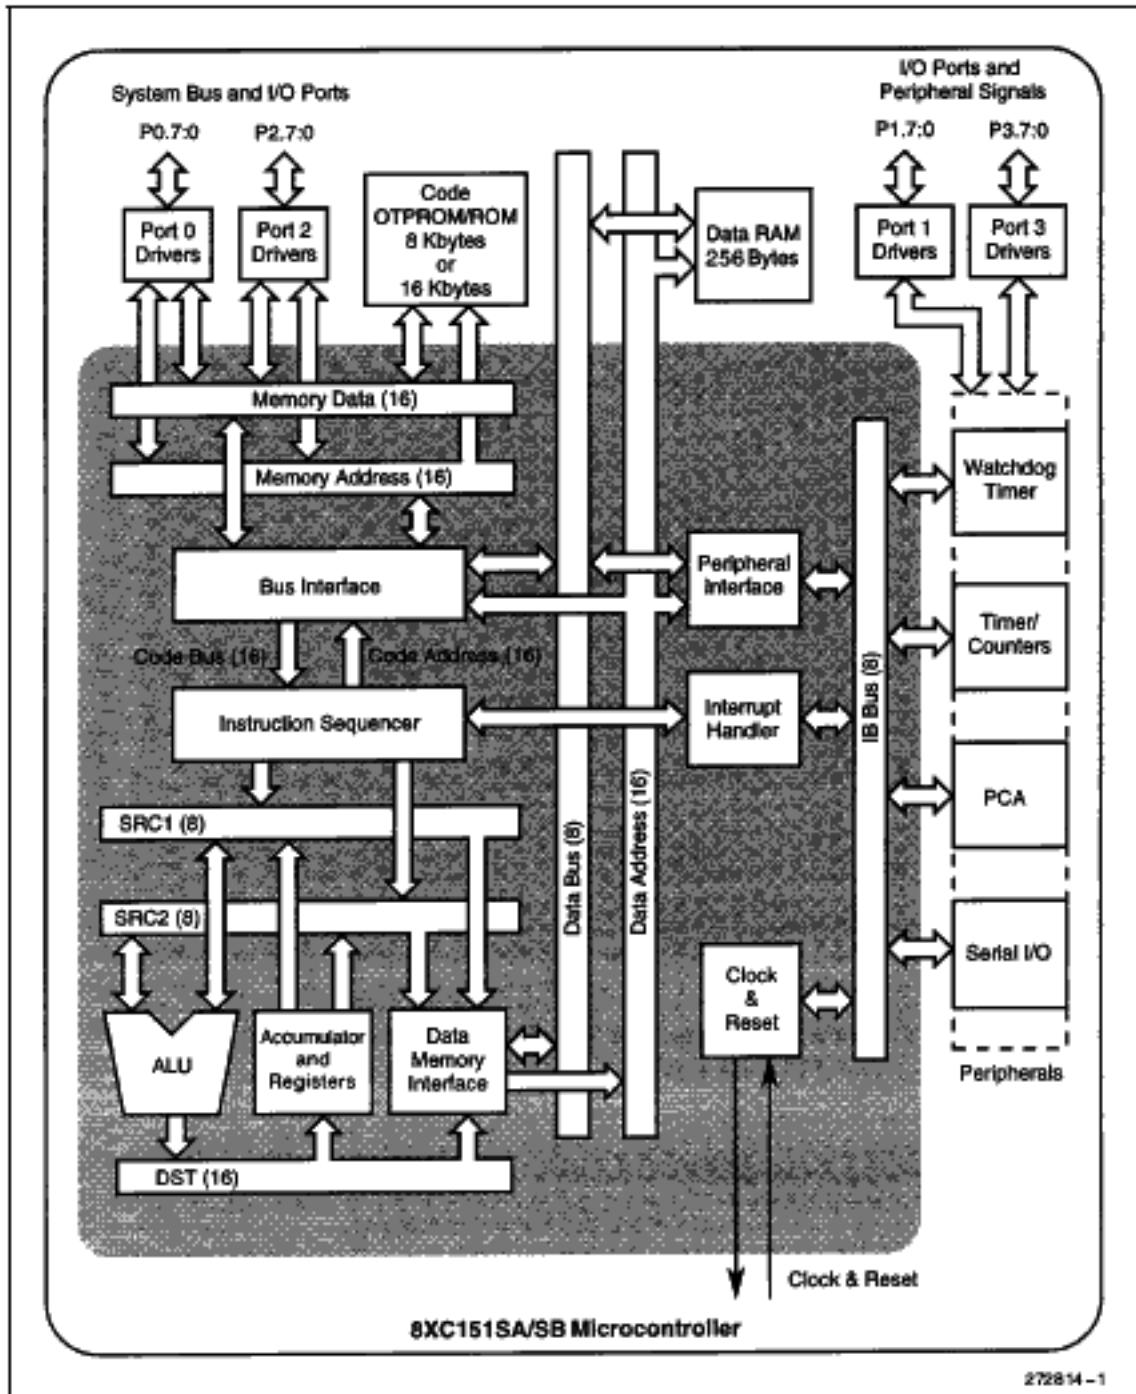 System Bus and I/O Ports
I/O Ports and
Peripheral Signals
P0.7:0
P2.7:0
P1.7:0
P3.7:0
Port 0
Drivers
Port 2
Drivers
Code
OTPROM/ROM
8 Kbytes
or
16 Kbytes
Data RAM
256 Bytes
Port 1
Drivers
Port 3
Drivers
Memory Data (16)
Memory Address (16)
Bus Interface
Code Bus (16)
Code Address (16)
Instruction Sequencer
SRC1 (8)
SRC2 (8)
ALU
Accumulator
and
Registers
Data
Memory
Interface
DST (16)
Data Bus (8)
Data Address (16)
Peripheral
Interface
Interrupt
Handler
Clock
&
Reset
IB Bus (8)
Watchdog
Timer
Timer/
Counters
PCA
Serial I/O
Peripherals
Clock & Reset
8XC151SA/SB Microcontroller
272814-1